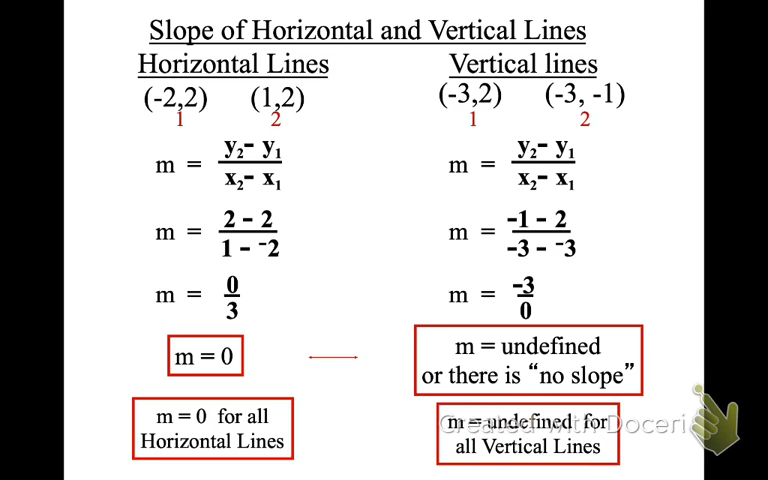 Slope of Horizontal and Vertical Lines
Horizontal Lines
(-2,2) (1,2)
1 2
m = y₂- y₁
x₂- x₁
m = 2 - 2
1 - ⁻2
m = 0
3
m = 0
m = 0 for all
Horizontal Lines
Vertical lines
(-3,2) (-3, -1)
1 2
m = y₂- y₁
x₂- x₁
m = -1 - 2
-3 - ⁻3
m = -3
0
m = undefined
or there is “no slope”
m = undefined for
all Vertical Lines
Created with Doceri